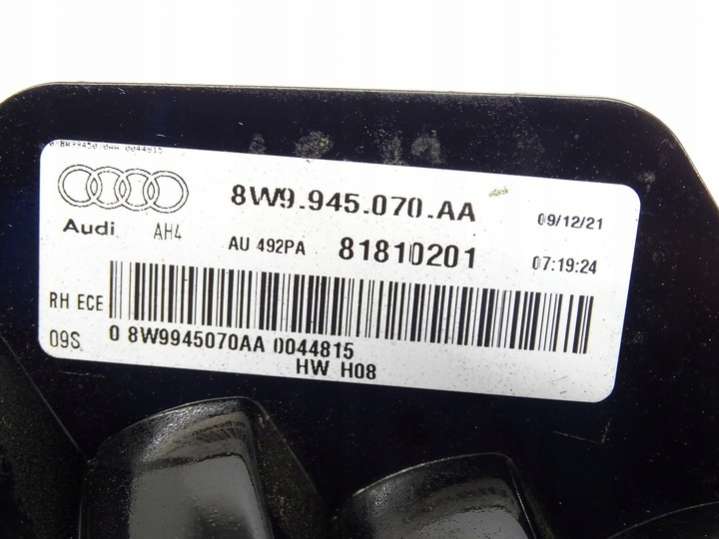 8W9.945.070.AA 09/12/21
Audi AH4 AU 492PA 81810201 07:19:24
RH ECE
09S 0 8W9945070AA 0044815
HW H08